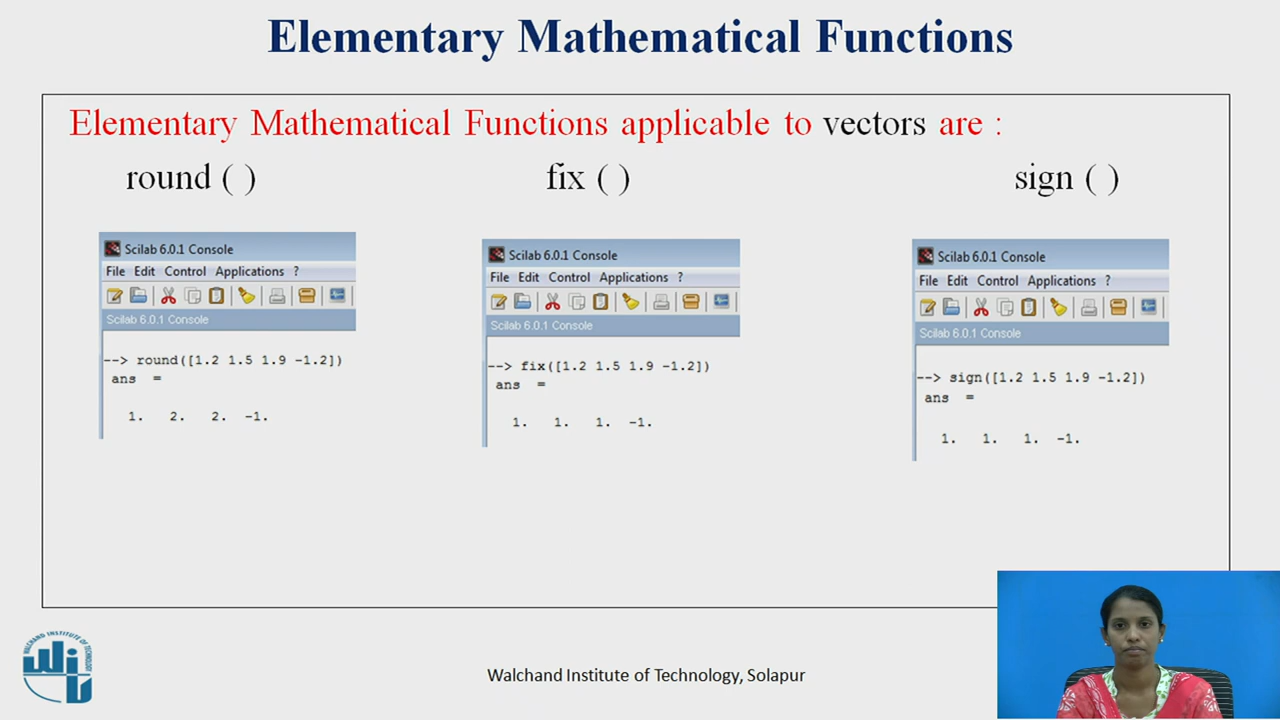 Elementary Mathematical Functions
Elementary Mathematical Functions applicable to vectors are :
round ( )
fix ( )
sign ( )
Scilab 6.0.1 Console
File Edit Control Applications ?
Scilab 6.0.1 Console
--> round([1.2 1.5 1.9 -1.2])
ans =
1. 2. 2. -1.
Scilab 6.0.1 Console
File Edit Control Applications ?
Scilab 6.0.1 Console
--> fix([1.2 1.5 1.9 -1.2])
ans =
1. 1. 1. -1.
Scilab 6.0.1 Console
File Edit Control Applications ?
Scilab 6.0.1 Console
--> sign([1.2 1.5 1.9 -1.2])
ans =
1. 1. 1. -1.
WALCHAND INSTITUTE OF TECHNOLOGY
WIT
Walchand Institute of Technology, Solapur